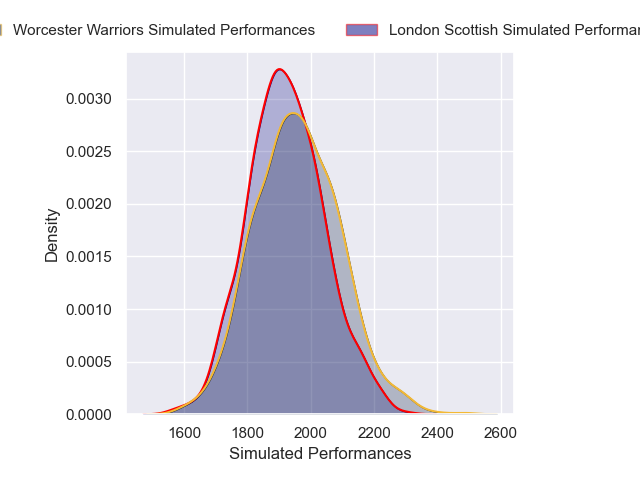 Worcester Warriors Simulated Performances London Scottish Simulated
0.0030
0.0025
0.0020
0.0015
0.0010
0.0005
0.0000
Density
1600 1800 2000 2200 2400 2600
Simulated Performances